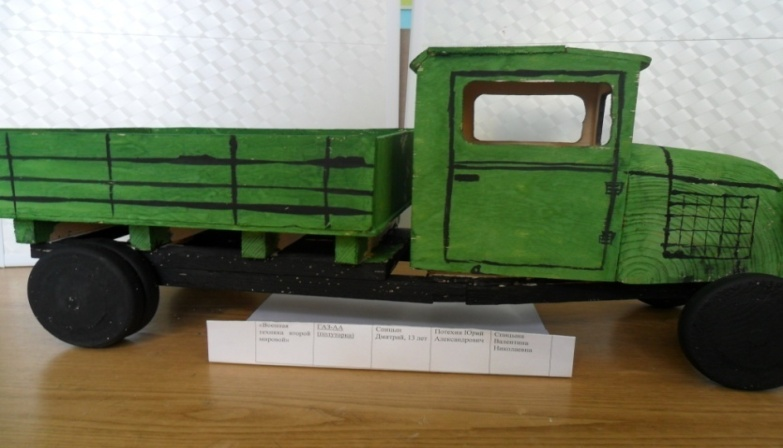 «Военная
техника второй
мировой»
ГАЗ-АА
(полуторка)
Дмитрий, 13 лет
Юрий
Александрович
Валентина
Николаевна